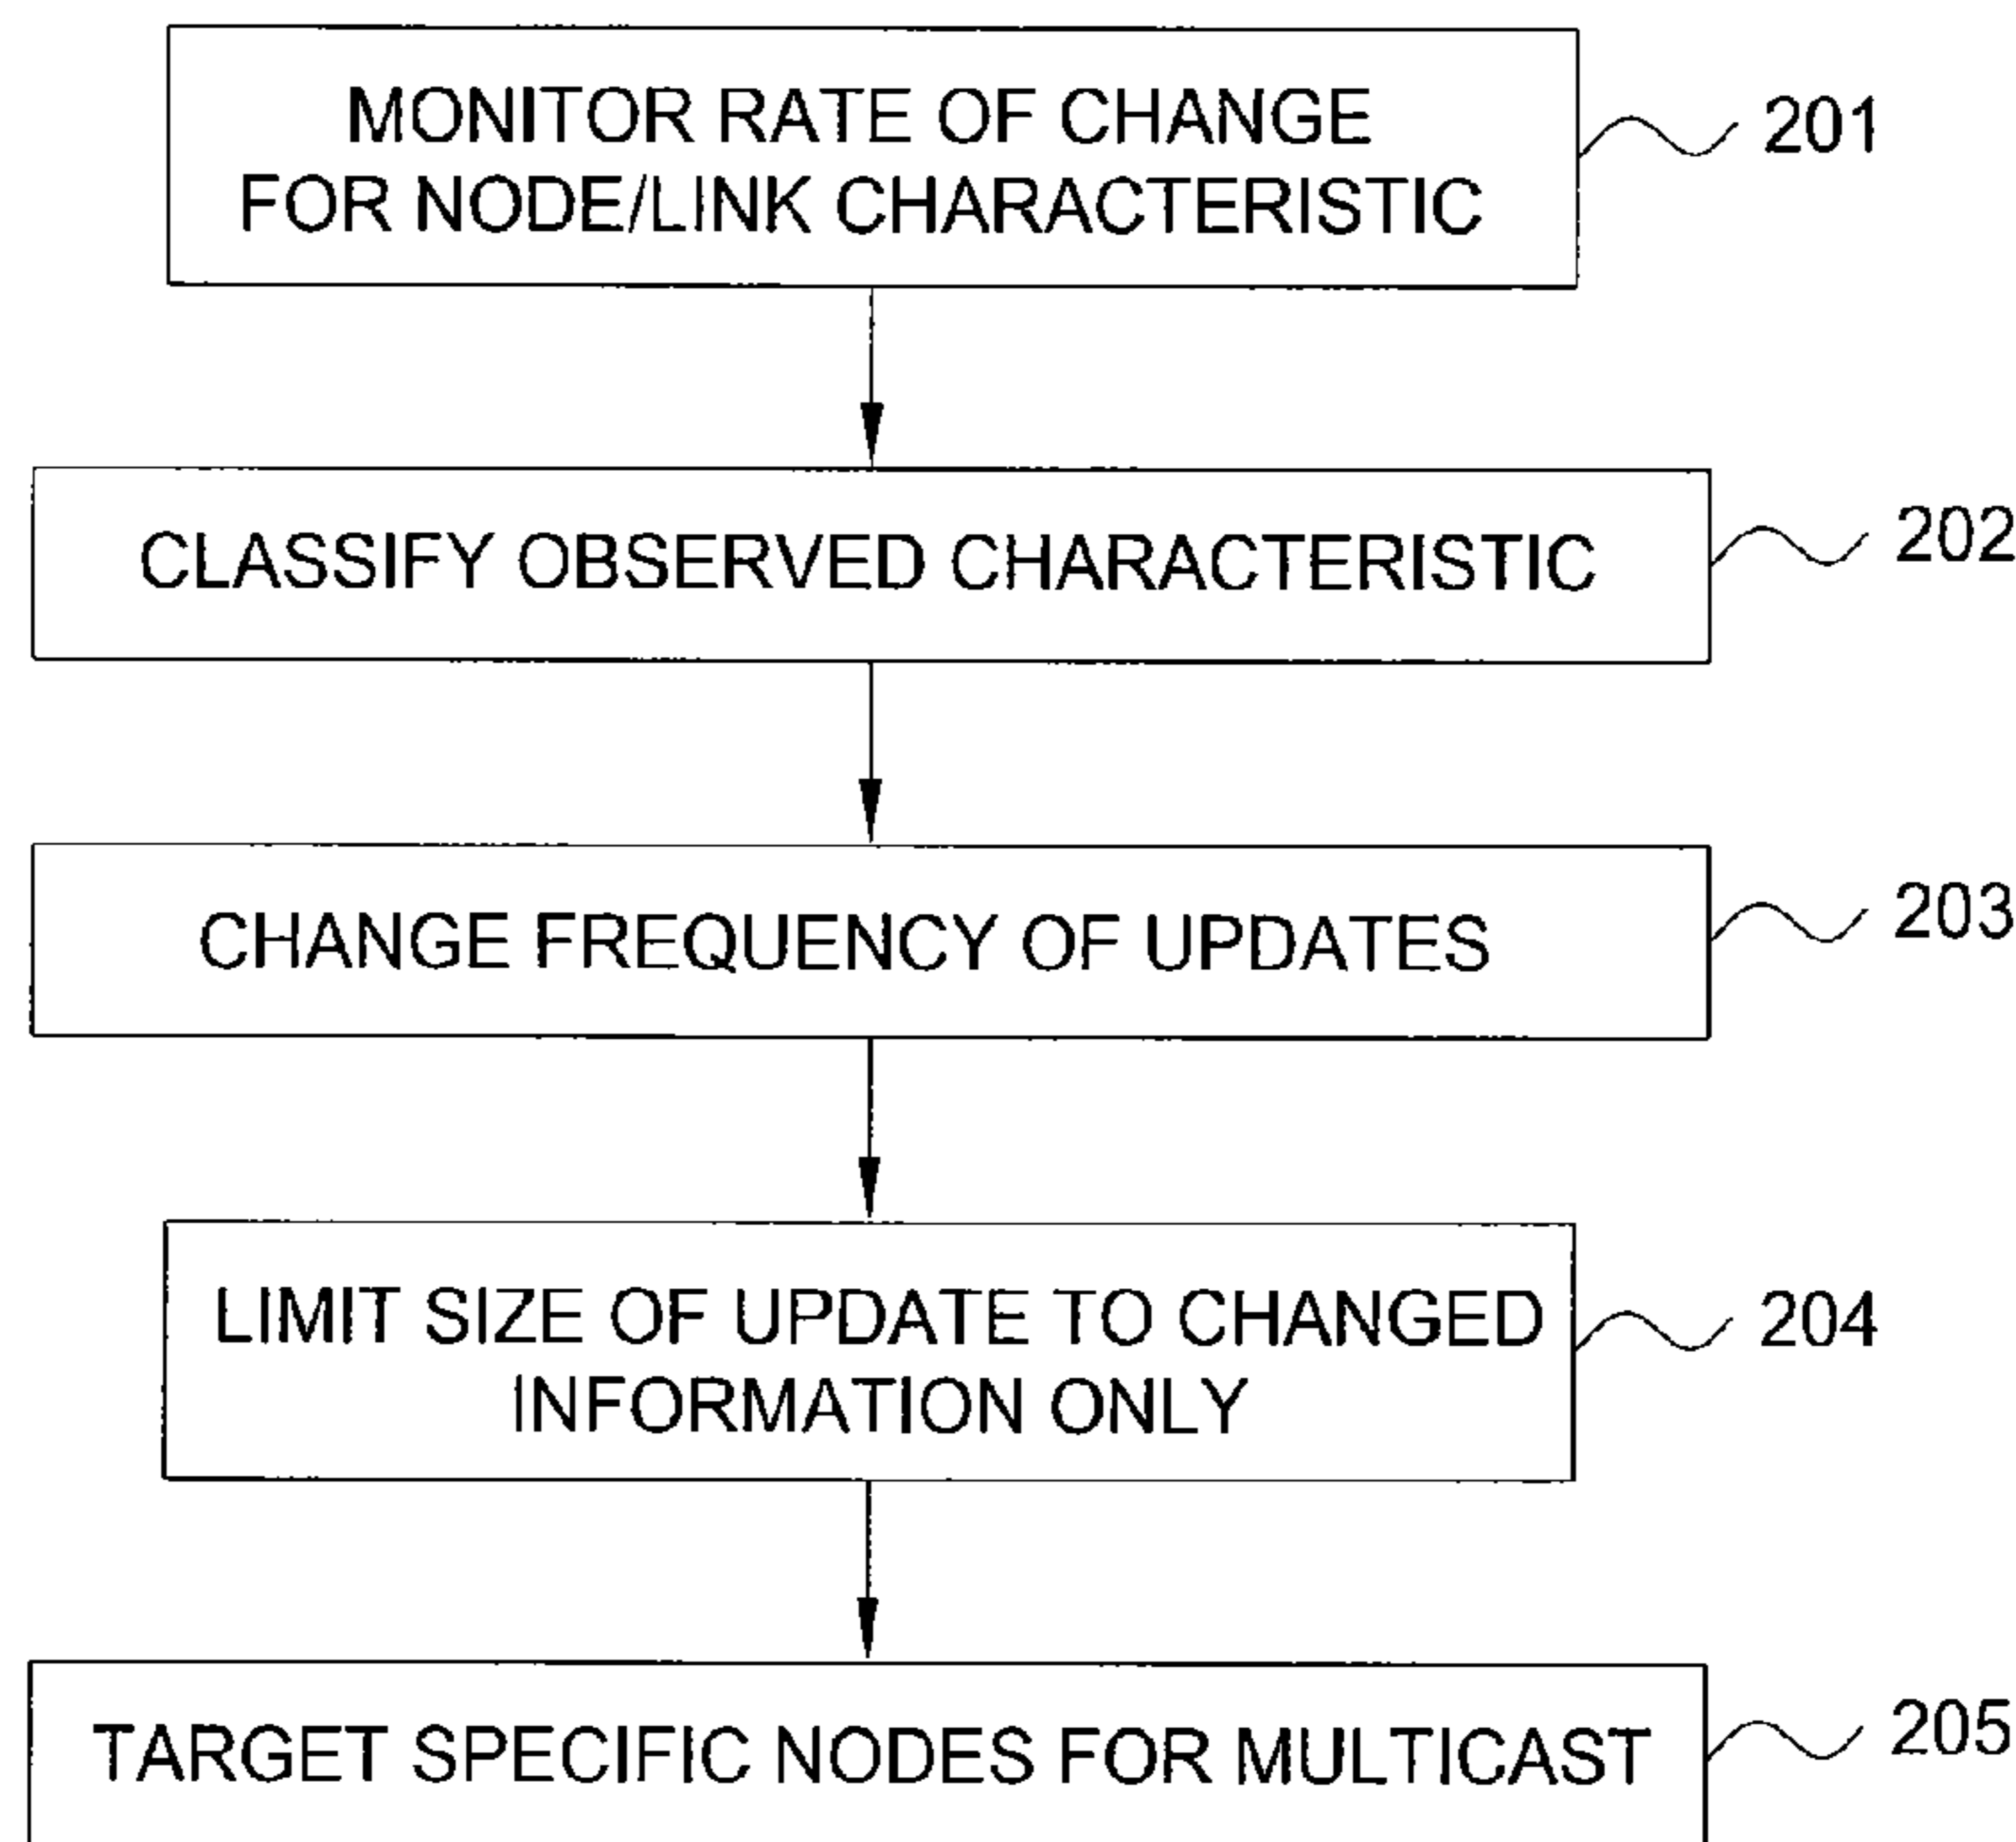 MONITOR RATE OF CHANGE
FOR NODE/LINK CHARACTERISTIC
201
CLASSIFY OBSERVED CHARACTERISTIC
202
CHANGE FREQUENCY OF UPDATES
203
LIMIT SIZE OF UPDATE TO CHANGED
INFORMATION ONLY
204
TARGET SPECIFIC NODES FOR MULTICAST
205